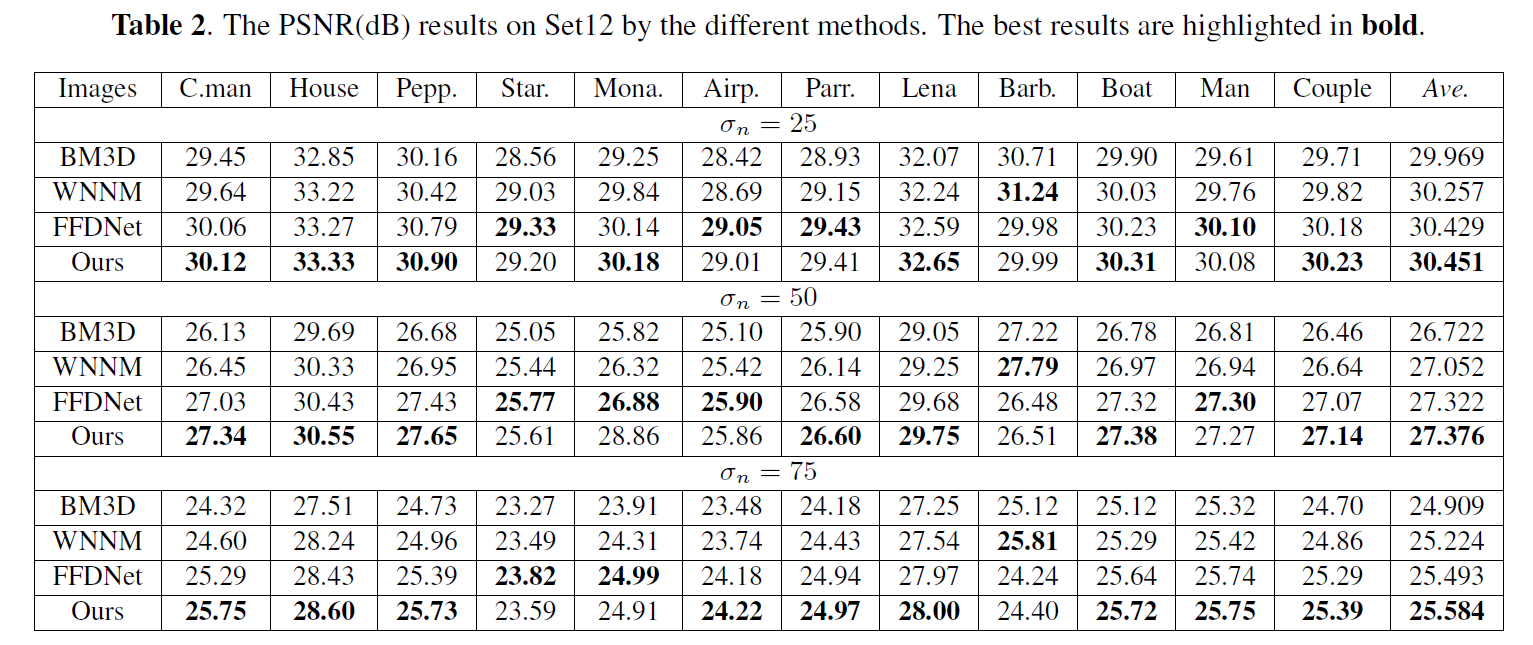 Table 2. The PSNR(dB) results on Set12 by the different methods. The best results are highlighted in bold.
Images C.man House Pepp. Star. Mona. Airp. Parr. Lena Barb. Boat Man Couple Ave.
σn = 25
BM3D 29.45 32.85 30.16 28.56 29.25 28.42 28.93 32.07 30.71 29.90 29.61 29.71 29.969
WNNM 29.64 33.22 30.42 29.03 29.84 28.69 29.15 32.24 31.24 30.03 29.76 29.82 30.257
FFDNet 30.06 33.27 30.79 29.33 30.14 29.05 29.43 32.59 29.98 30.23 30.10 30.18 30.429
Ours 30.12 33.33 30.90 29.20 30.18 29.01 29.41 32.65 29.99 30.31 30.08 30.23 30.451
σn = 50
BM3D 26.13 29.69 26.68 25.05 25.82 25.10 25.90 29.05 27.22 26.78 26.81 26.46 26.722
WNNM 26.45 30.33 26.95 25.44 26.32 25.42 26.14 29.25 27.79 26.97 26.94 26.64 27.052
FFDNet 27.03 30.43 27.43 25.77 26.88 25.90 26.58 29.68 26.48 27.32 27.30 27.07 27.322
Ours 27.34 30.55 27.65 25.61 28.86 25.86 26.60 29.75 26.51 27.38 27.27 27.14 27.376
σn = 75
BM3D 24.32 27.51 24.73 23.27 23.91 23.48 24.18 27.25 25.12 25.12 25.32 24.70 24.909
WNNM 24.60 28.24 24.96 23.49 24.31 23.74 24.43 27.54 25.81 25.29 25.42 24.86 25.224
FFDNet 25.29 28.43 25.39 23.82 24.99 24.18 24.94 27.97 24.24 25.64 25.74 25.29 25.493
Ours 25.75 28.60 25.73 23.59 24.91 24.22 24.97 28.00 24.40 25.72 25.75 25.39 25.584